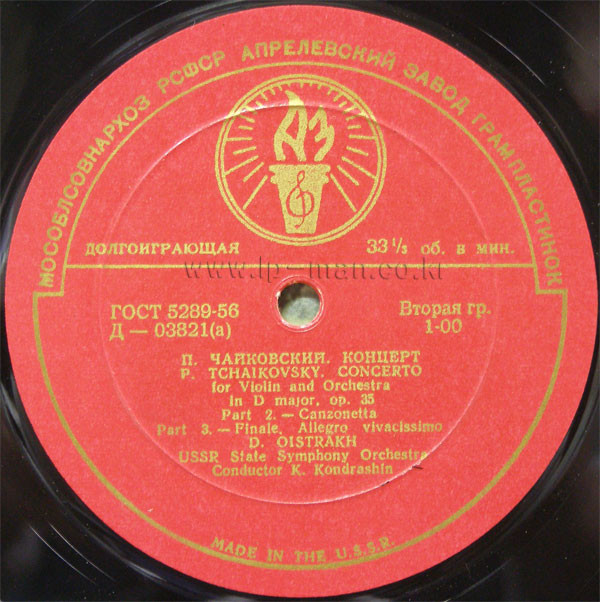 МОСОБЛСОВНАРХОЗ РСФСР АПРЕЛЕВСКИЙ ЗАВОД ГРАМПЛАСТИНОК
АЗ
ДОЛГОИГРАЮЩАЯ 33⅓ об. в мин.
www.lp-man.co.kr
ГОСТ 5289-56 Вторая гр.
Д — 03821(а) 1-00
П. ЧАЙКОВСКИЙ. КОНЦЕРТ
P. TCHAIKOVSKY. CONCERTO
for Violin and Orchestra
in D major, op. 35
Part 2. — Canzonetta
Part 3. — Finale, Allegro vivacissimo
D. OISTRAKH
USSR State Symphony Orchestra
Conductor K. Kondrashin
MADE IN THE U.S.S.R.